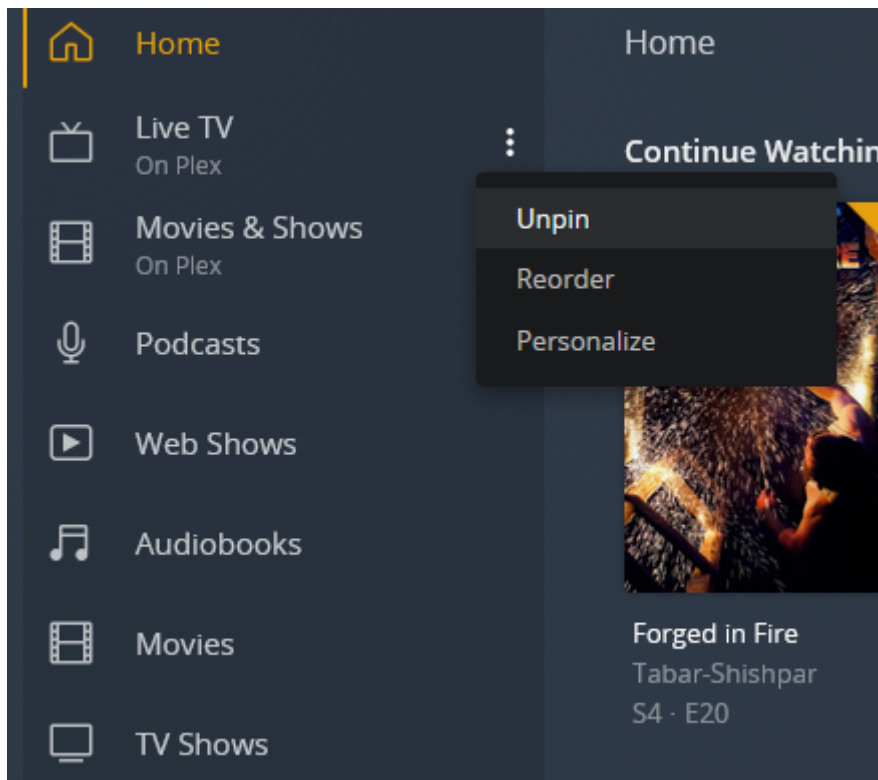 Home
Live TV
On Plex
Movies & Shows
On Plex
Podcasts
Web Shows
Audiobooks
Movies
TV Shows
Unpin
Reorder
Personalize
Home
Continue Watchin
Forged in Fire
Tabar-Shishpar
S4 · E20